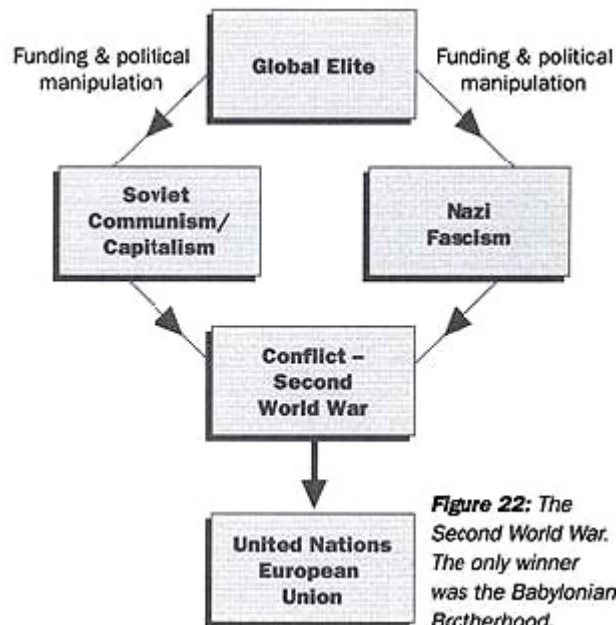 Funding & political
manipulation
Global Elite
Funding & political
manipulation
Soviet
Communism/
Capitalism
Nazi
Fascism
Conflict –
Second
World War
United Nations
European
Union
Figure 22: The
Second World War.
The only winner
was the Babylonian
Brotherhood.